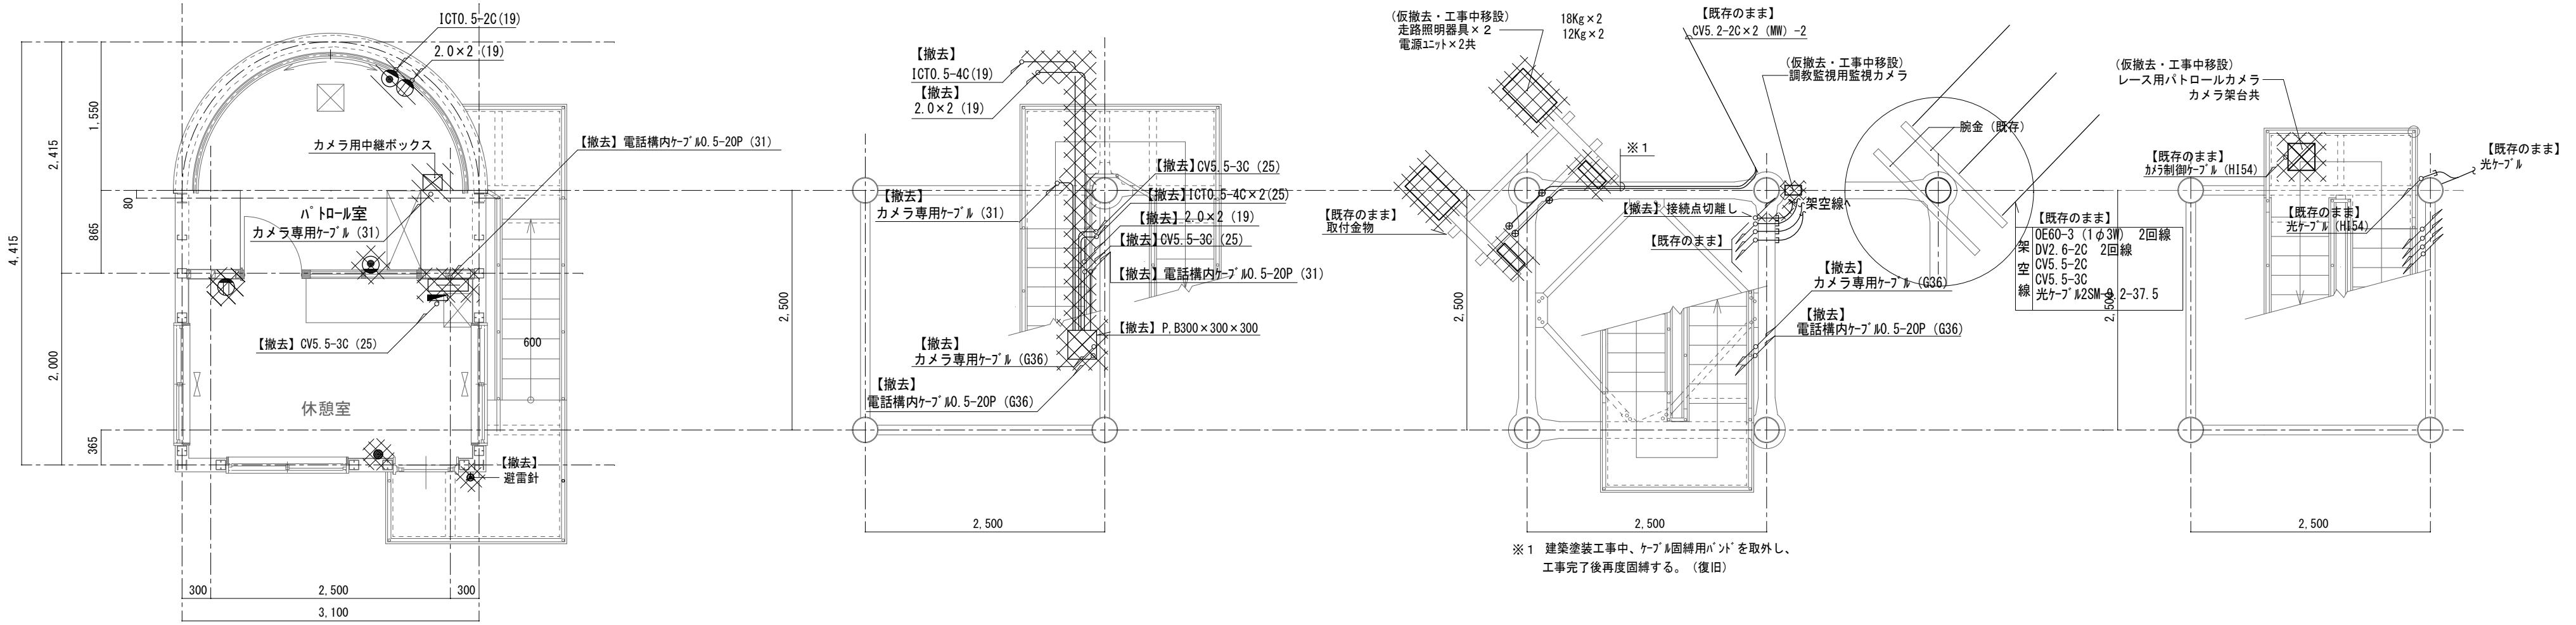 ICT0.5-2C(19)
2.0×2 (19)
カメラ用中継ボックス
【撤去】電話構内ｹｰﾌﾞﾙ0.5-20P (31)
パトロール室
カメラ専用ｹｰﾌﾞﾙ (31)
【撤去】CV5.5-3C (25)
休憩室
600
【撤去】
避雷針
4,415
2,415
2,000
1,550
865
365
80
300
2,500
300
3,100
【撤去】
ICT0.5-4C(19)
【撤去】
2.0×2 (19)
【撤去】
カメラ専用ｹｰﾌﾞﾙ (31)
【撤去】CV5.5-3C (25)
【撤去】ICT0.5-4C×2(25)
【撤去】2.0×2 (19)
【撤去】CV5.5-3C (25)
【撤去】電話構内ｹｰﾌﾞﾙ0.5-20P (31)
【撤去】P,B300×300×300
【撤去】
カメラ専用ｹｰﾌﾞﾙ (G36)
【撤去】
電話構内ｹｰﾌﾞﾙ0.5-20P (G36)
2,500
2,500
(仮撤去・工事中移設)
走路照明器具×2
電源ﾕﾆｯﾄ×2共
18Kg×2
12Kg×2
【既存のまま】
CV5.2-2C×2 (MW) -2
(仮撤去・工事中移設)
調教監視用監視カメラ
※1
腕金 (既存)
【既存のまま】
取付金物
【撤去】接続点切離し
架空線へ
【既存のまま】
【撤去】
カメラ専用ｹｰﾌﾞﾙ (G36)
【撤去】
電話構内ｹｰﾌﾞﾙ0.5-20P (G36)
【既存のまま】
架空線
OE60-3 (1φ3W) 2回線
DV2.6-2C 2回線
CV5.5-2C
CV5.5-3C
光ｹｰﾌﾞﾙ2SM-9.2-37.5
2,500
2,500
※1 建築塗装工事中、ｹｰﾌﾞﾙ固縛用ﾊﾞﾝﾄﾞを取外し、
工事完了後再度固縛する。(復旧)
(仮撤去・工事中移設)
レース用パトロールカメラ
カメラ架台共
【既存のまま】
ｶﾒﾗ制御ｹｰﾌﾞﾙ (HI54)
【既存のまま】
光ｹｰﾌﾞﾙ (HI54)
【既存のまま】
光ｹｰﾌﾞﾙ
2,500
2,500